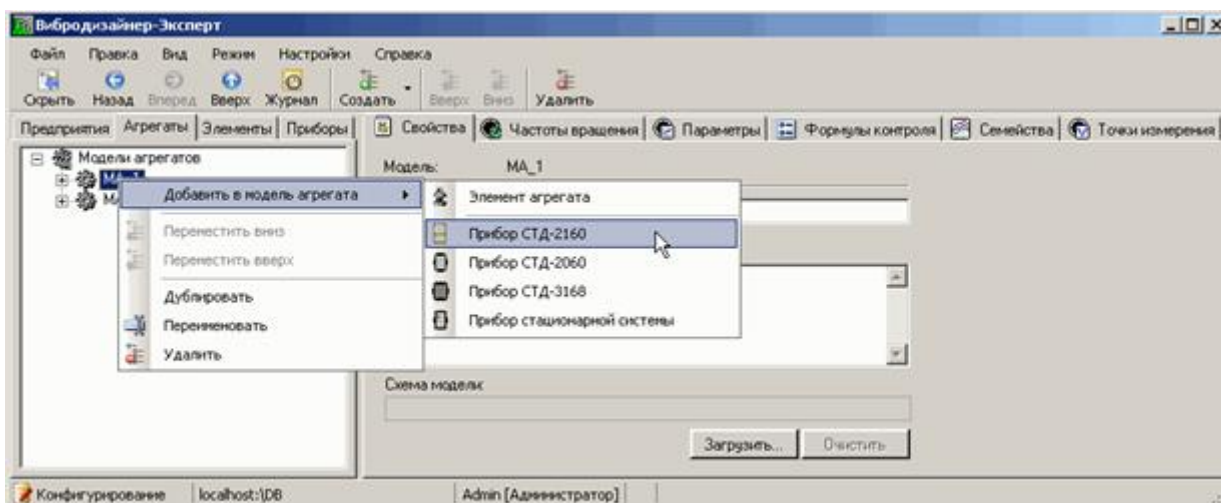 Вибродизайнер-Эксперт
Файл Правка Вид Режим Настройки Справка
Скрыть Назад Вперед Вверх Журнал Создать Вверх Вниз Удалить
Предприятия Агрегаты Элементы Приборы Свойства Частоты вращения Параметры Формулы контроля Семейства Точки измерения
Модели агрегатов
Модель: МА_1
Добавить в модель агрегата
Элемент агрегата
Переместить вниз
Прибор СТД-2160
Переместить вверх
Прибор СТД-2060
Дублировать
Прибор СТД-3168
Переименовать
Прибор стационарной системы
Удалить
Схема модели:
Загрузить... Очистить
Конфигурирование localhost:\DB Admin [Администратор]